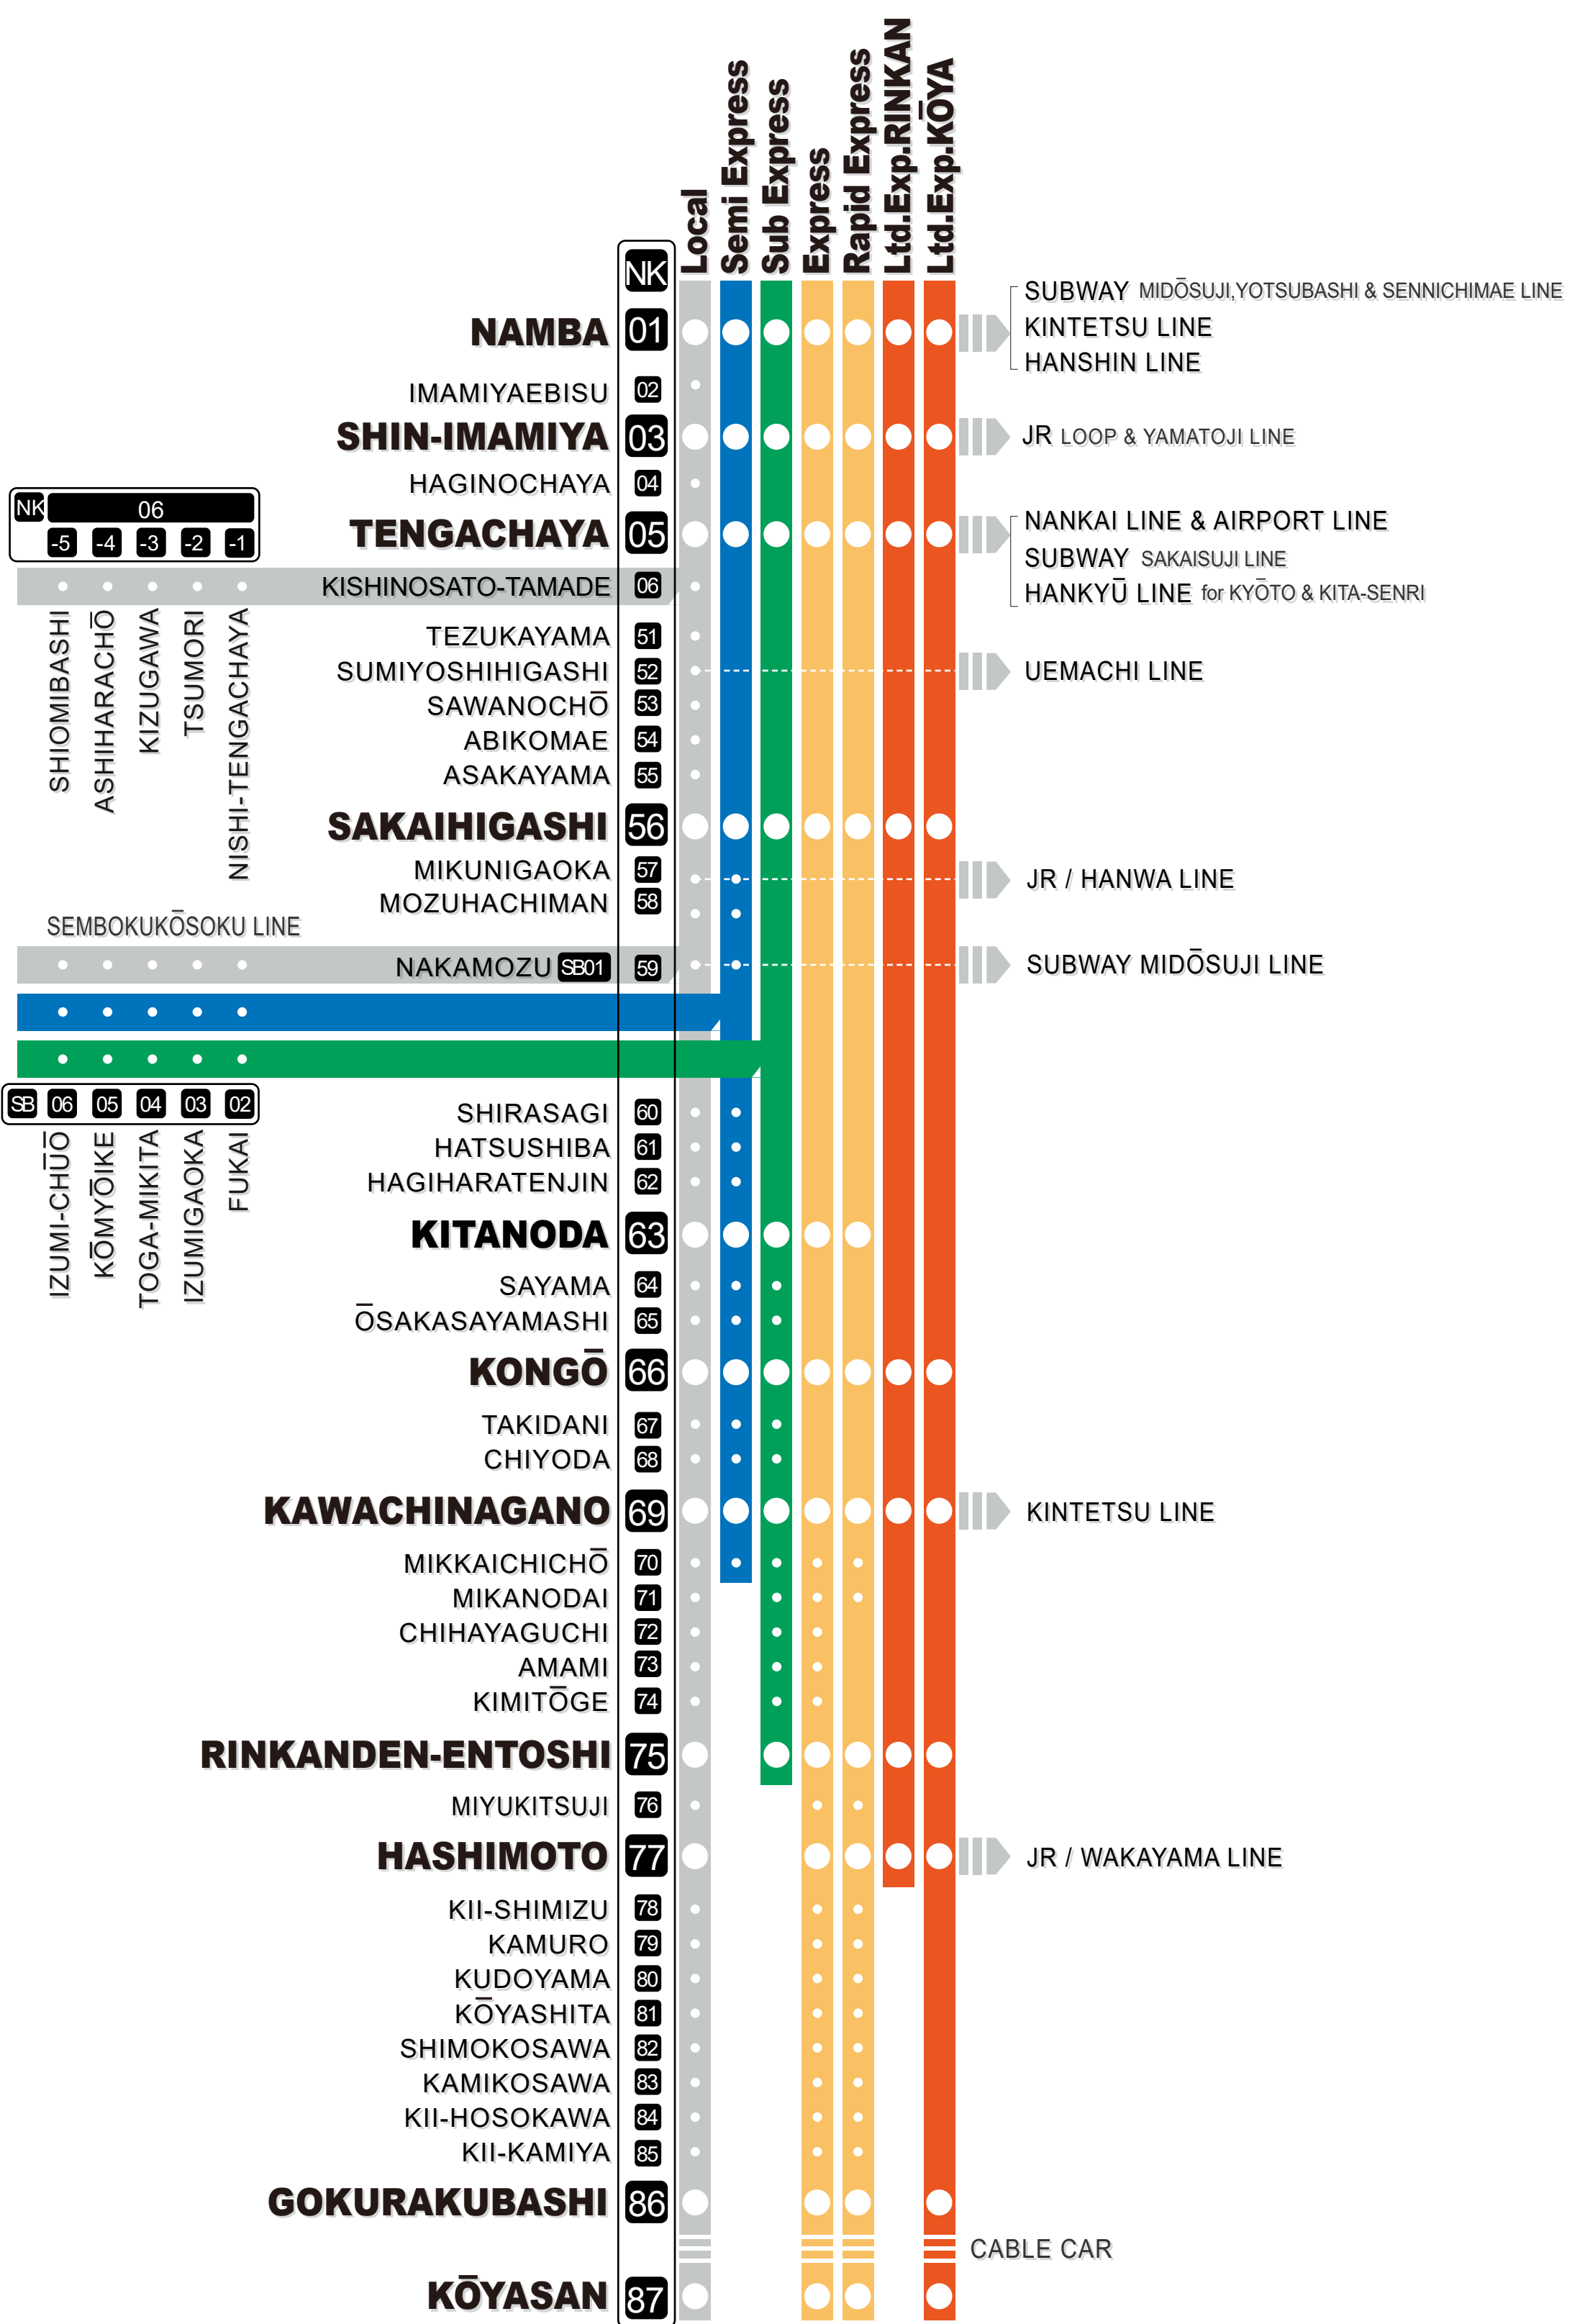 Local
Semi Express
Sub Express
Express
Rapid Express
Ltd.Exp.RINKAN
Ltd.Exp.KŌYA
NK
NAMBA 01
SUBWAY MIDŌSUJI,YOTSUBASHI & SENNICHIMAE LINE
KINTETSU LINE
HANSHIN LINE
IMAMIYAEBISU 02
SHIN-IMAMIYA 03
JR LOOP & YAMATOJI LINE
HAGINOCHAYA 04
TENGACHAYA 05
NANKAI LINE & AIRPORT LINE
SUBWAY SAKAISUJI LINE
HANKYŪ LINE for KYŌTO & KITA-SENRI
NK 06
-5 -4 -3 -2 -1
KISHINOSATO-TAMADE 06
SHIOMIBASHI
ASHIHARACHŌ
KIZUGAWA
TSUMORI
NISHI-TENGACHAYA
TEZUKAYAMA 51
SUMIYOSHIHIGASHI 52
UEMACHI LINE
SAWANOCHŌ 53
ABIKOMAE 54
ASAKAYAMA 55
SAKAIHIGASHI 56
MIKUNIGAOKA 57
JR / HANWA LINE
MOZUHACHIMAN 58
SEMBOKUKŌSOKU LINE
NAKAMOZU SB01 59
SUBWAY MIDŌSUJI LINE
SB 06 05 04 03 02
IZUMI-CHŪŌ
KŌMYŌIKE
TOGA-MIKITA
IZUMIGAOKA
FUKAI
SHIRASAGI 60
HATSUSHIBA 61
HAGIHARATENJIN 62
KITANODA 63
SAYAMA 64
ŌSAKASAYAMASHI 65
KONGŌ 66
TAKIDANI 67
CHIYODA 68
KAWACHINAGANO 69
KINTETSU LINE
MIKKAICHICHŌ 70
MIKANODAI 71
CHIHAYAGUCHI 72
AMAMI 73
KIMITŌGE 74
RINKANDEN-ENTOSHI 75
MIYUKITSUJI 76
HASHIMOTO 77
JR / WAKAYAMA LINE
KII-SHIMIZU 78
KAMURO 79
KUDOYAMA 80
KŌYASHITA 81
SHIMOKOSAWA 82
KAMIKOSAWA 83
KII-HOSOKAWA 84
KII-KAMIYA 85
GOKURAKUBASHI 86
CABLE CAR
KŌYASAN 87